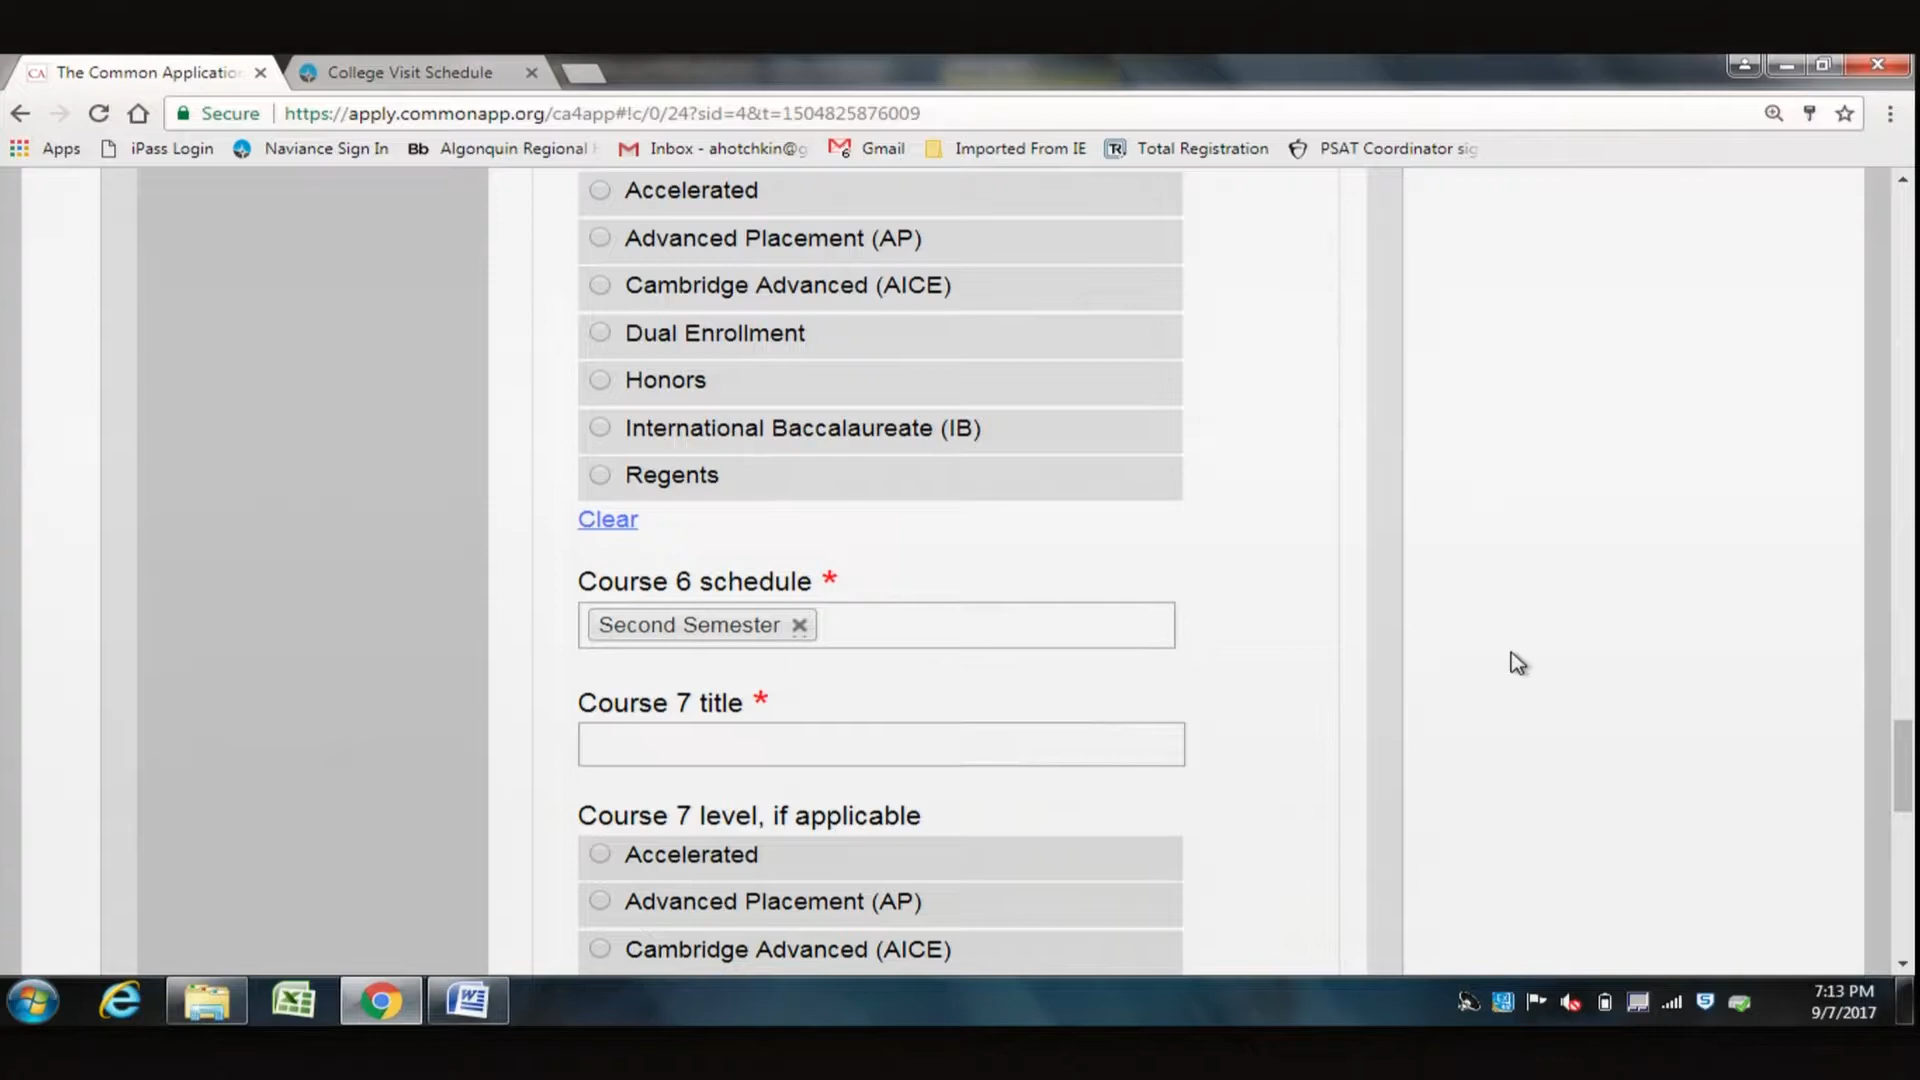 CA The Common Applicatio
College Visit Schedule
Secure https://apply.commonapp.org/ca4app#!c/0/24?sid=4&t=1504825876009
Apps iPass Login Naviance Sign In Bb Algonquin Regional Inbox - ahotchkin@g Gmail Imported From IE R Total Registration PSAT Coordinator sig
Accelerated
Advanced Placement (AP)
Cambridge Advanced (AICE)
Dual Enrollment
Honors
International Baccalaureate (IB)
Regents
Clear
Course 6 schedule *
Second Semester
Course 7 title *
Course 7 level, if applicable
Accelerated
Advanced Placement (AP)
Cambridge Advanced (AICE)
7:13 PM
9/7/2017